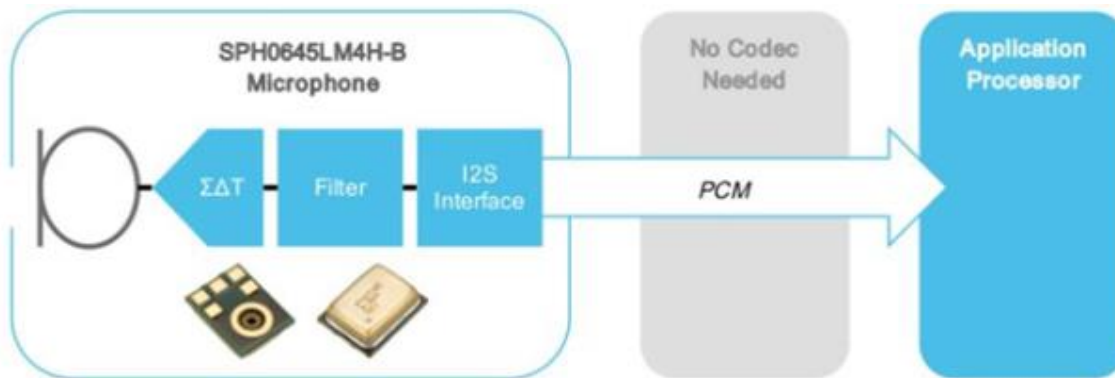 SPH0645LM4H-B
Microphone
No Codec
Needed
Application
Processor
ΣΔT
Filter
I2S
Interface
PCM